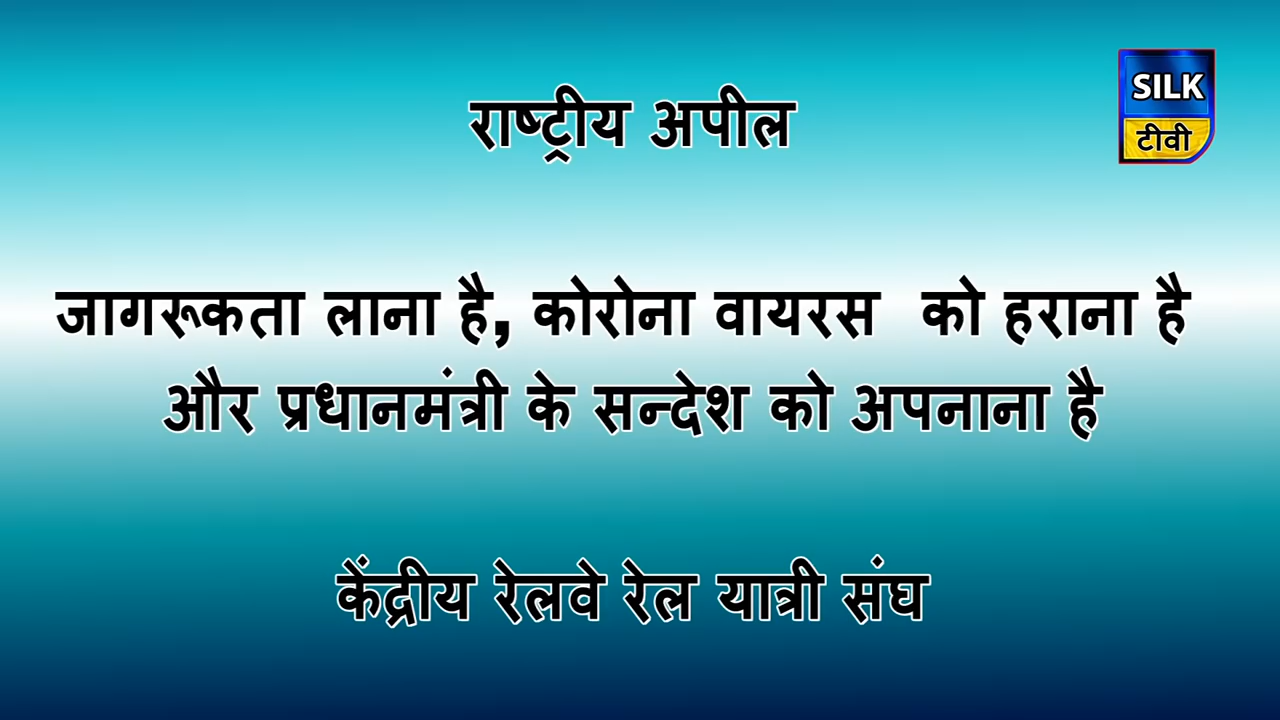 राष्ट्रीय अपील
SILK
टीवी
जागरूकता लाना है, कोरोना वायरस को हराना है
और प्रधानमंत्री के सन्देश को अपनाना है
केंद्रीय रेलवे रेल यात्री संघ